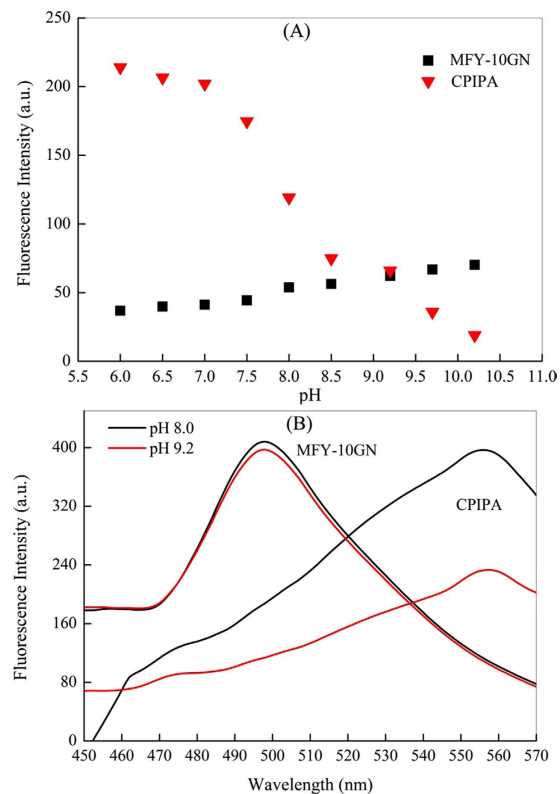 (A)
MFY-10GN
CPIPA
Fluorescence Intensity (a.u.)
250
200
150
100
50
0
5.5 6.0 6.5 7.0 7.5 8.0 8.5 9.0 9.5 10.0 10.5 11.0
pH
(B)
pH 8.0
pH 9.2
MFY-10GN
CPIPA
Fluorescence Intensity (a.u.)
400
320
240
160
80
0
450 460 470 480 490 500 510 520 530 540 550 560 570
Wavelength (nm)